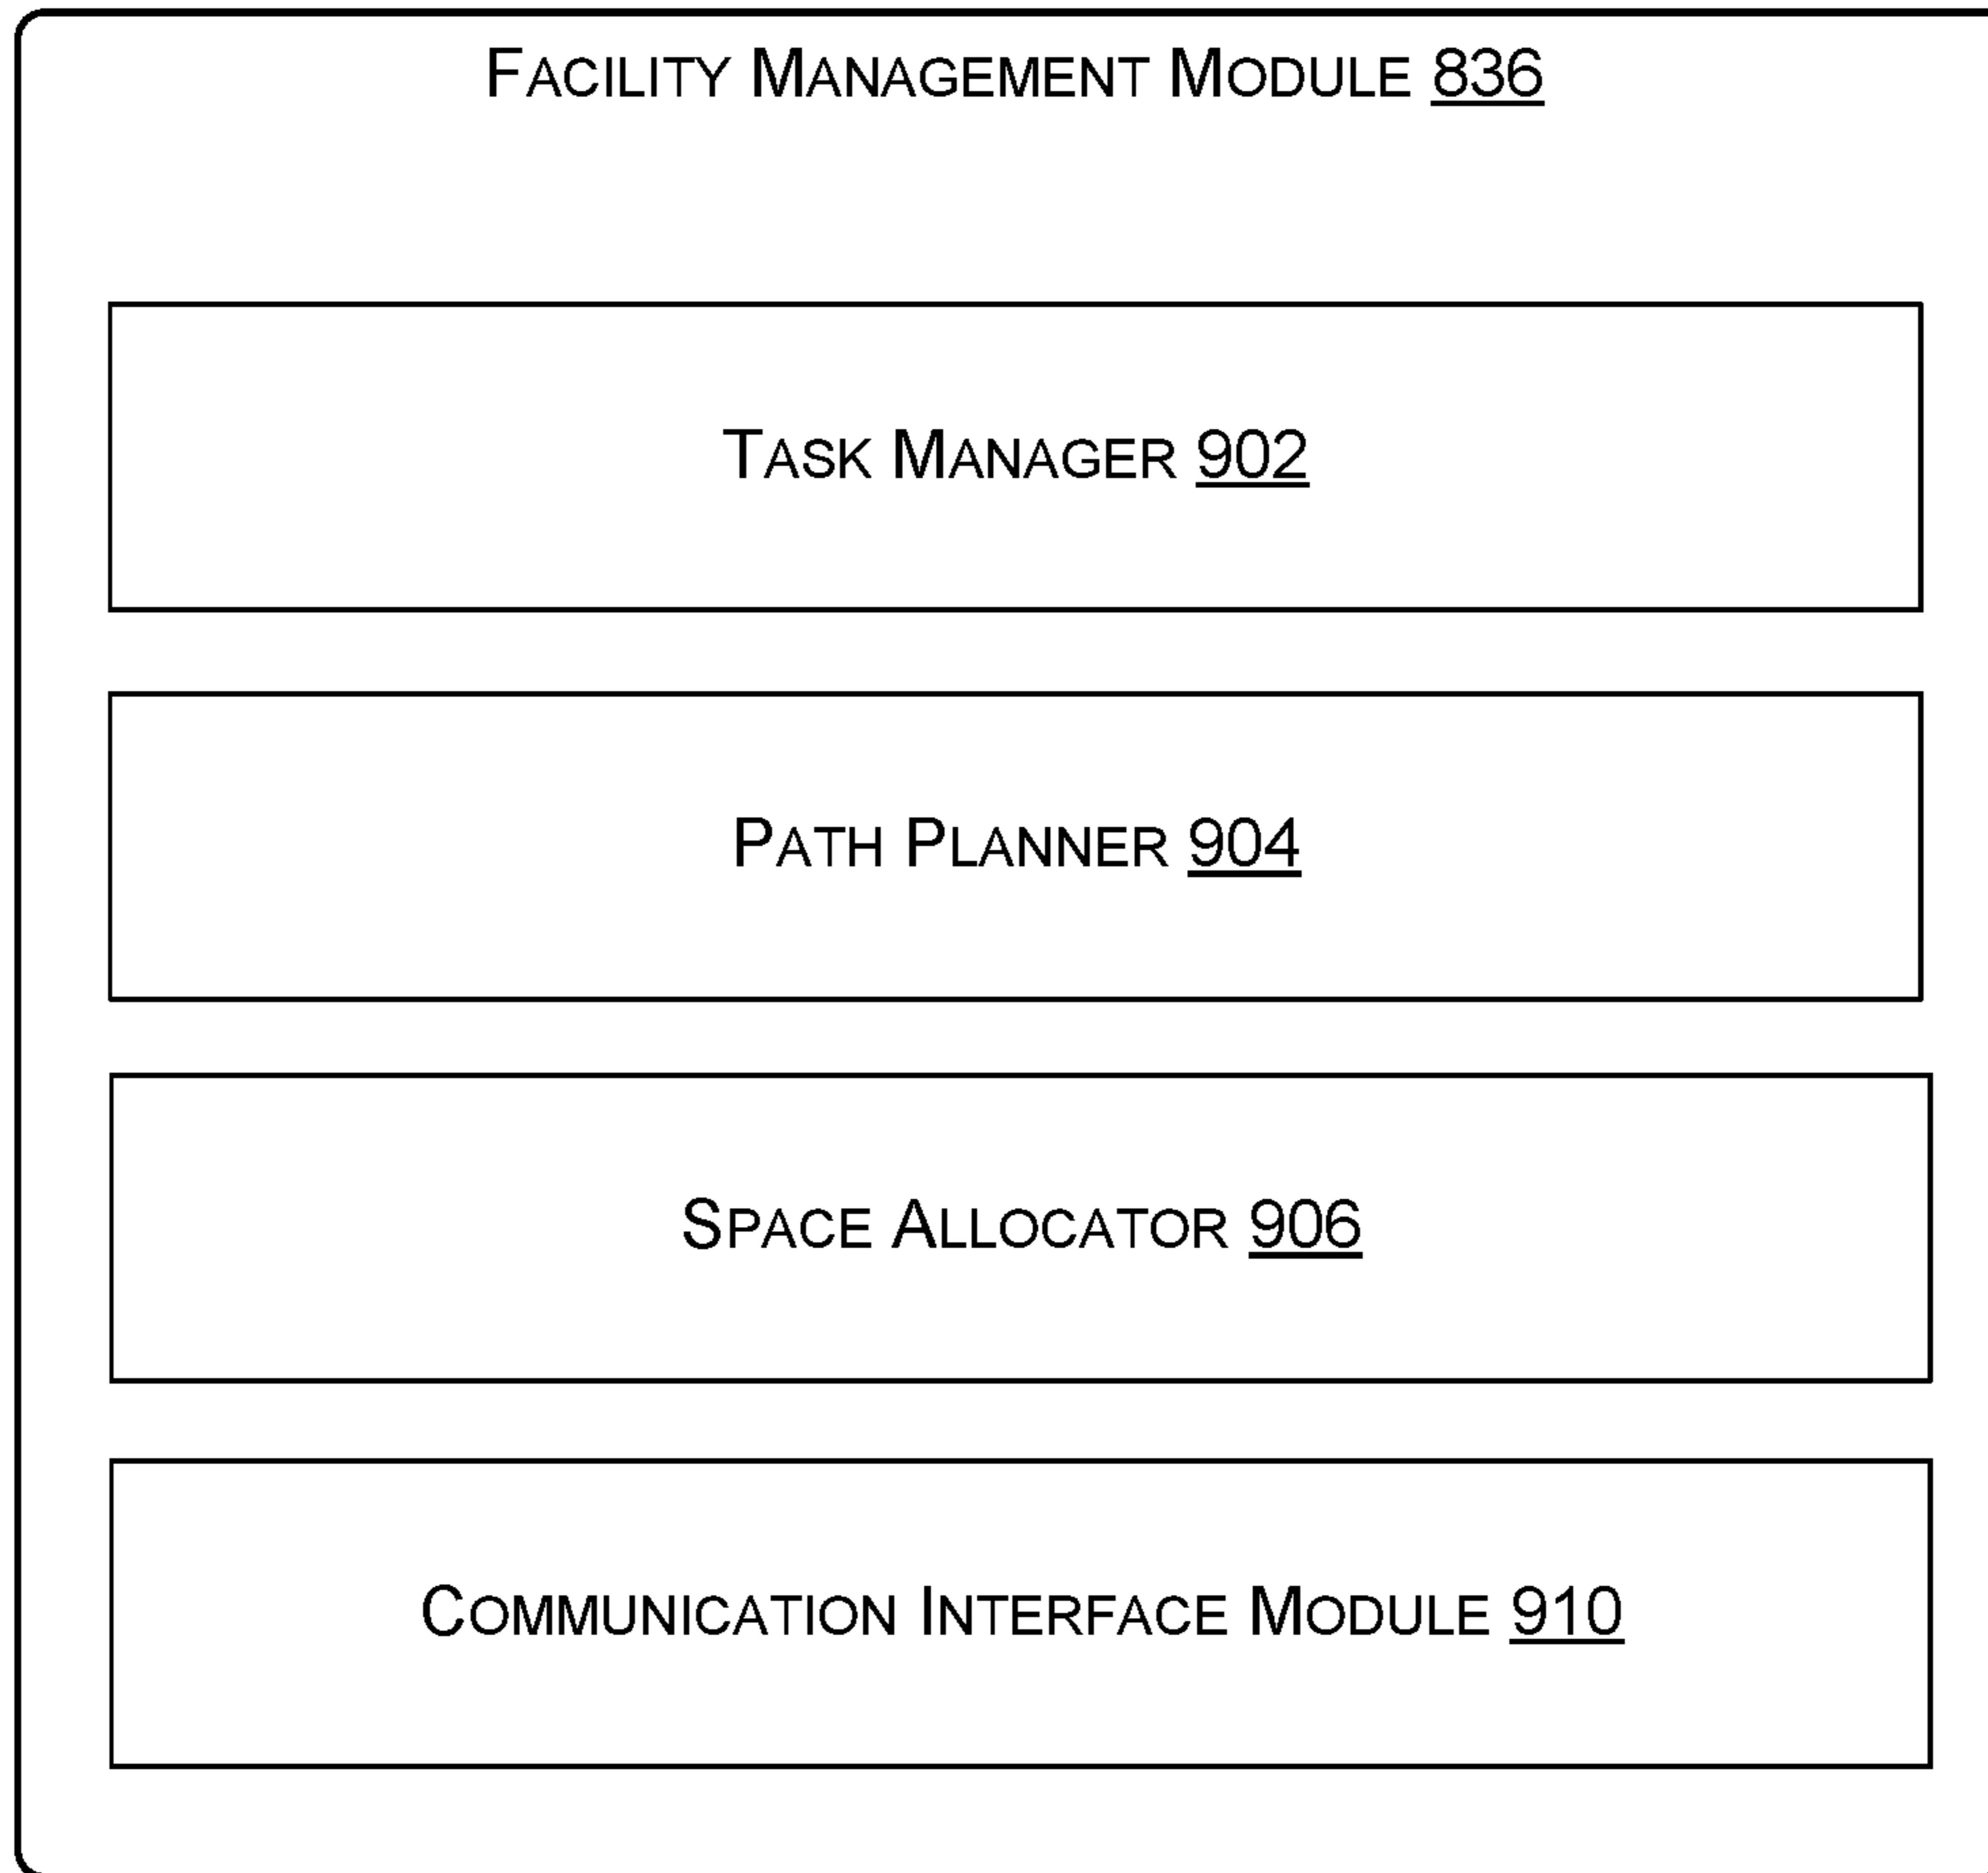 FACILITY MANAGEMENT MODULE 836
TASK MANAGER 902
PATH PLANNER 904
SPACE ALLOCATOR 906
COMMUNICATION INTERFACE MODULE 910